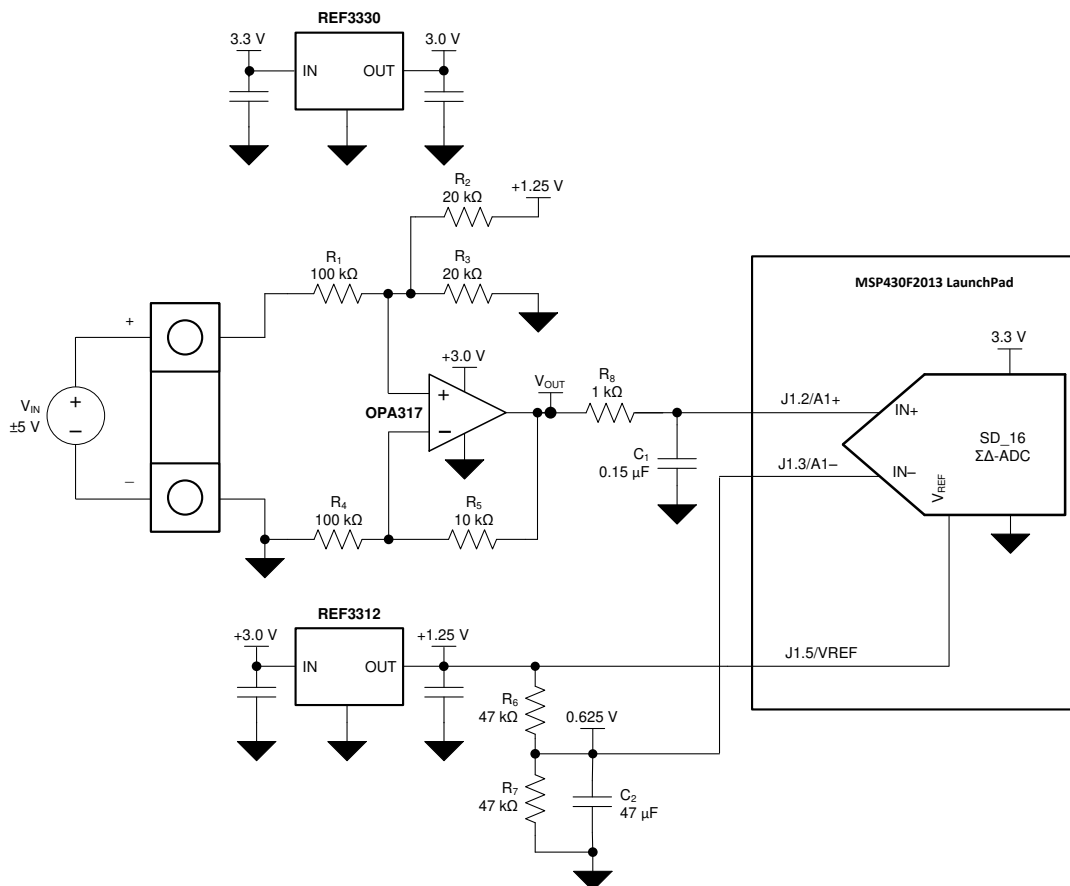 REF3330
3.3 V
3.0 V
IN
OUT
R2
20 kΩ
+1.25 V
R1
100 kΩ
R3
20 kΩ
MSP430F2013 LaunchPad
+
3.3 V
+3.0 V
VIN
±5 V
+
−
+
−
OPA317
VOUT
R8
1 kΩ
J1.2/A1+
IN+
SD_16
ΣΔ-ADC
C1
0.15 µF
J1.3/A1−
IN−
VREF
−
R4
100 kΩ
R5
10 kΩ
REF3312
+3.0 V
+1.25 V
IN
OUT
J1.5/VREF
R6
47 kΩ
0.625 V
R7
47 kΩ
C2
47 µF